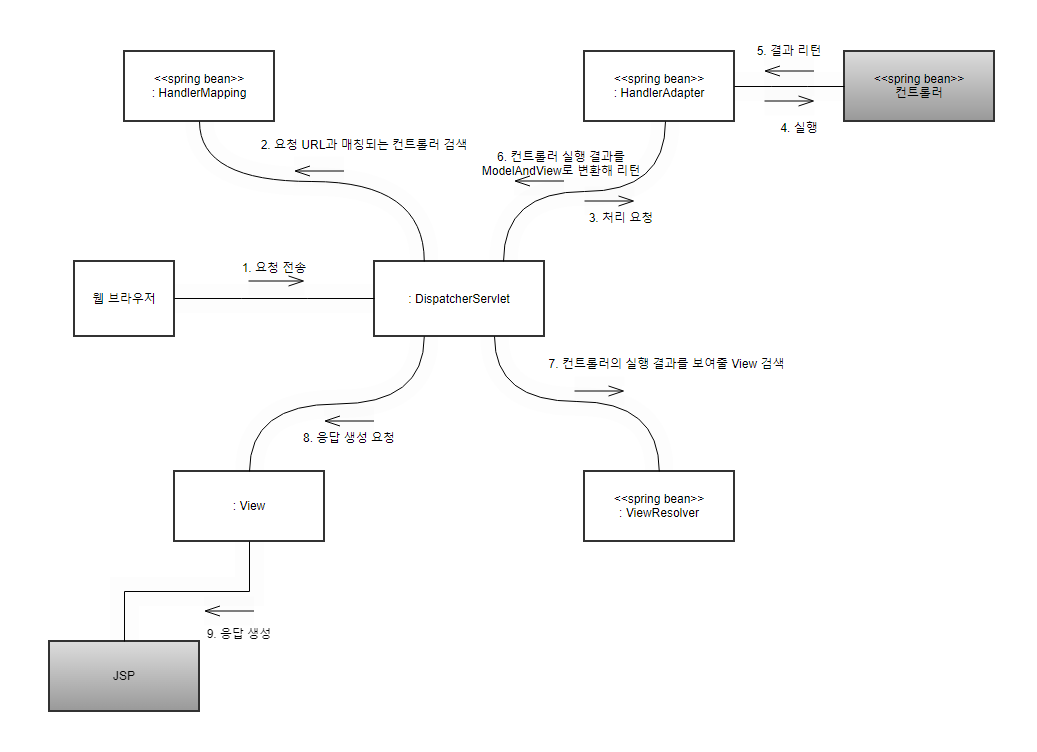 5. 결과 리턴
<<spring bean>>
: HandlerMapping
<<spring bean>>
: HandlerAdapter
<<spring bean>>
컨트롤러
4. 실행
2. 요청 URL과 매칭되는 컨트롤러 검색
6. 컨트롤러 실행 결과를
ModelAndView로 변환해 리턴
3. 처리 요청
1. 요청 전송
웹 브라우저
: DispatcherServlet
7. 컨트롤러의 실행 결과를 보여줄 View 검색
8. 응답 생성 요청
: View
<<spring bean>>
: ViewResolver
9. 응답 생성
JSP